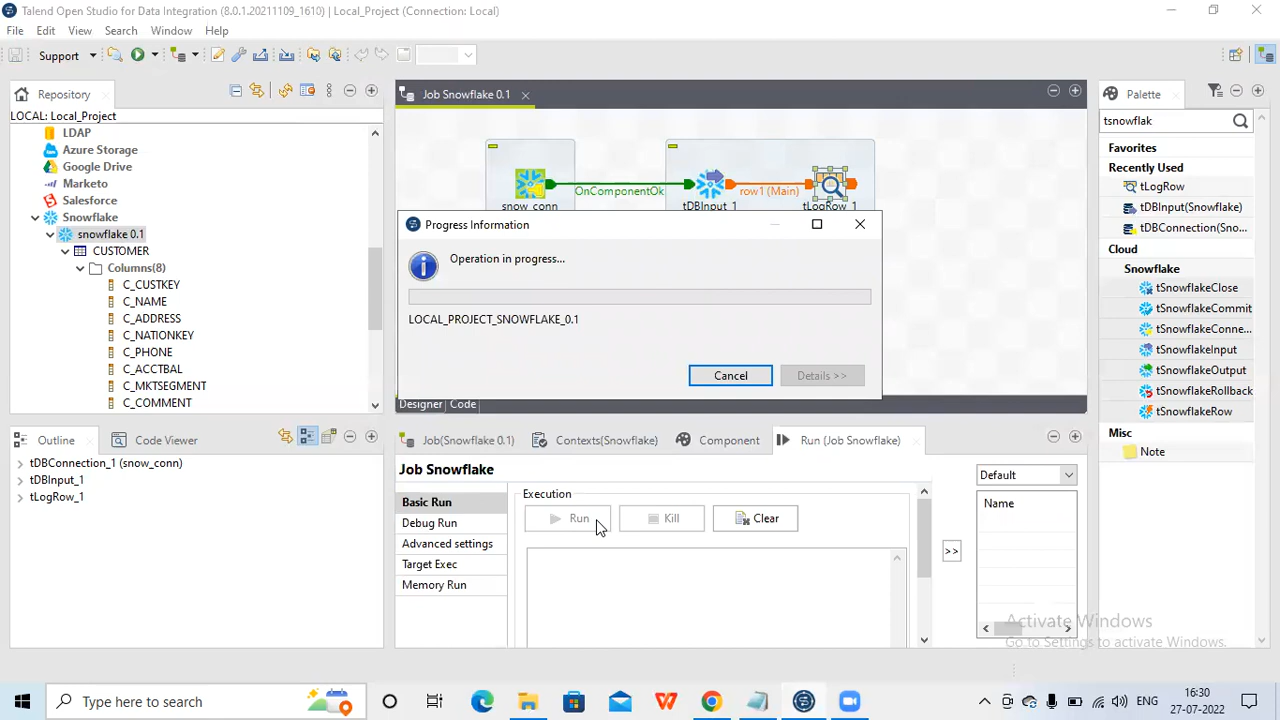 Talend Open Studio for Data Integration (8.0.1.20211109_1610) | Local_Project (Connection: Local)
File Edit View Search Window Help
Support
Repository
LOCAL: Local_Project
LDAP
Azure Storage
Google Drive
Marketo
Salesforce
Snowflake
snowflake 0.1
CUSTOMER
Columns(8)
C_CUSTKEY
C_NAME
C_ADDRESS
C_NATIONKEY
C_PHONE
C_ACCTBAL
C_MKTSEGMENT
C_COMMENT
Job Snowflake 0.1
OnComponentOk
row1 (Main)
snow_conn
tDBInput_1
tLogRow_1
Progress Information
Operation in progress...
LOCAL_PROJECT_SNOWFLAKE_0.1
Cancel
Details >>
Designer Code
Palette
tsnowflak
Favorites
Recently Used
tLogRow
tDBInput(Snowflake)
tDBConnection(Sno...
Cloud
Snowflake
tSnowflakeClose
tSnowflakeCommit
tSnowflakeConne...
tSnowflakeInput
tSnowflakeOutput
tSnowflakeRollback
tSnowflakeRow
Misc
Note
Outline
Code Viewer
tDBConnection_1 (snow_conn)
tDBInput_1
tLogRow_1
Job(Snowflake 0.1)
Contexts(Snowflake)
Component
Run (Job Snowflake)
Job Snowflake
Basic Run
Debug Run
Advanced settings
Target Exec
Memory Run
Execution
Run
Kill
Clear
>>
Default
Name
Activate Windows
Go to Settings to activate Windows.
Type here to search
ENG
16:30
27-07-2022